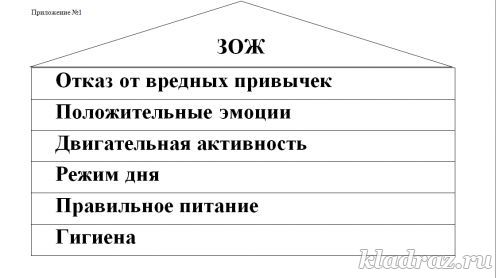 Приложение №1
ЗОЖ
Отказ от вредных привычек
Положительные эмоции
Двигательная активность
Режим дня
Правильное питание
Гигиена
kladraz.ru